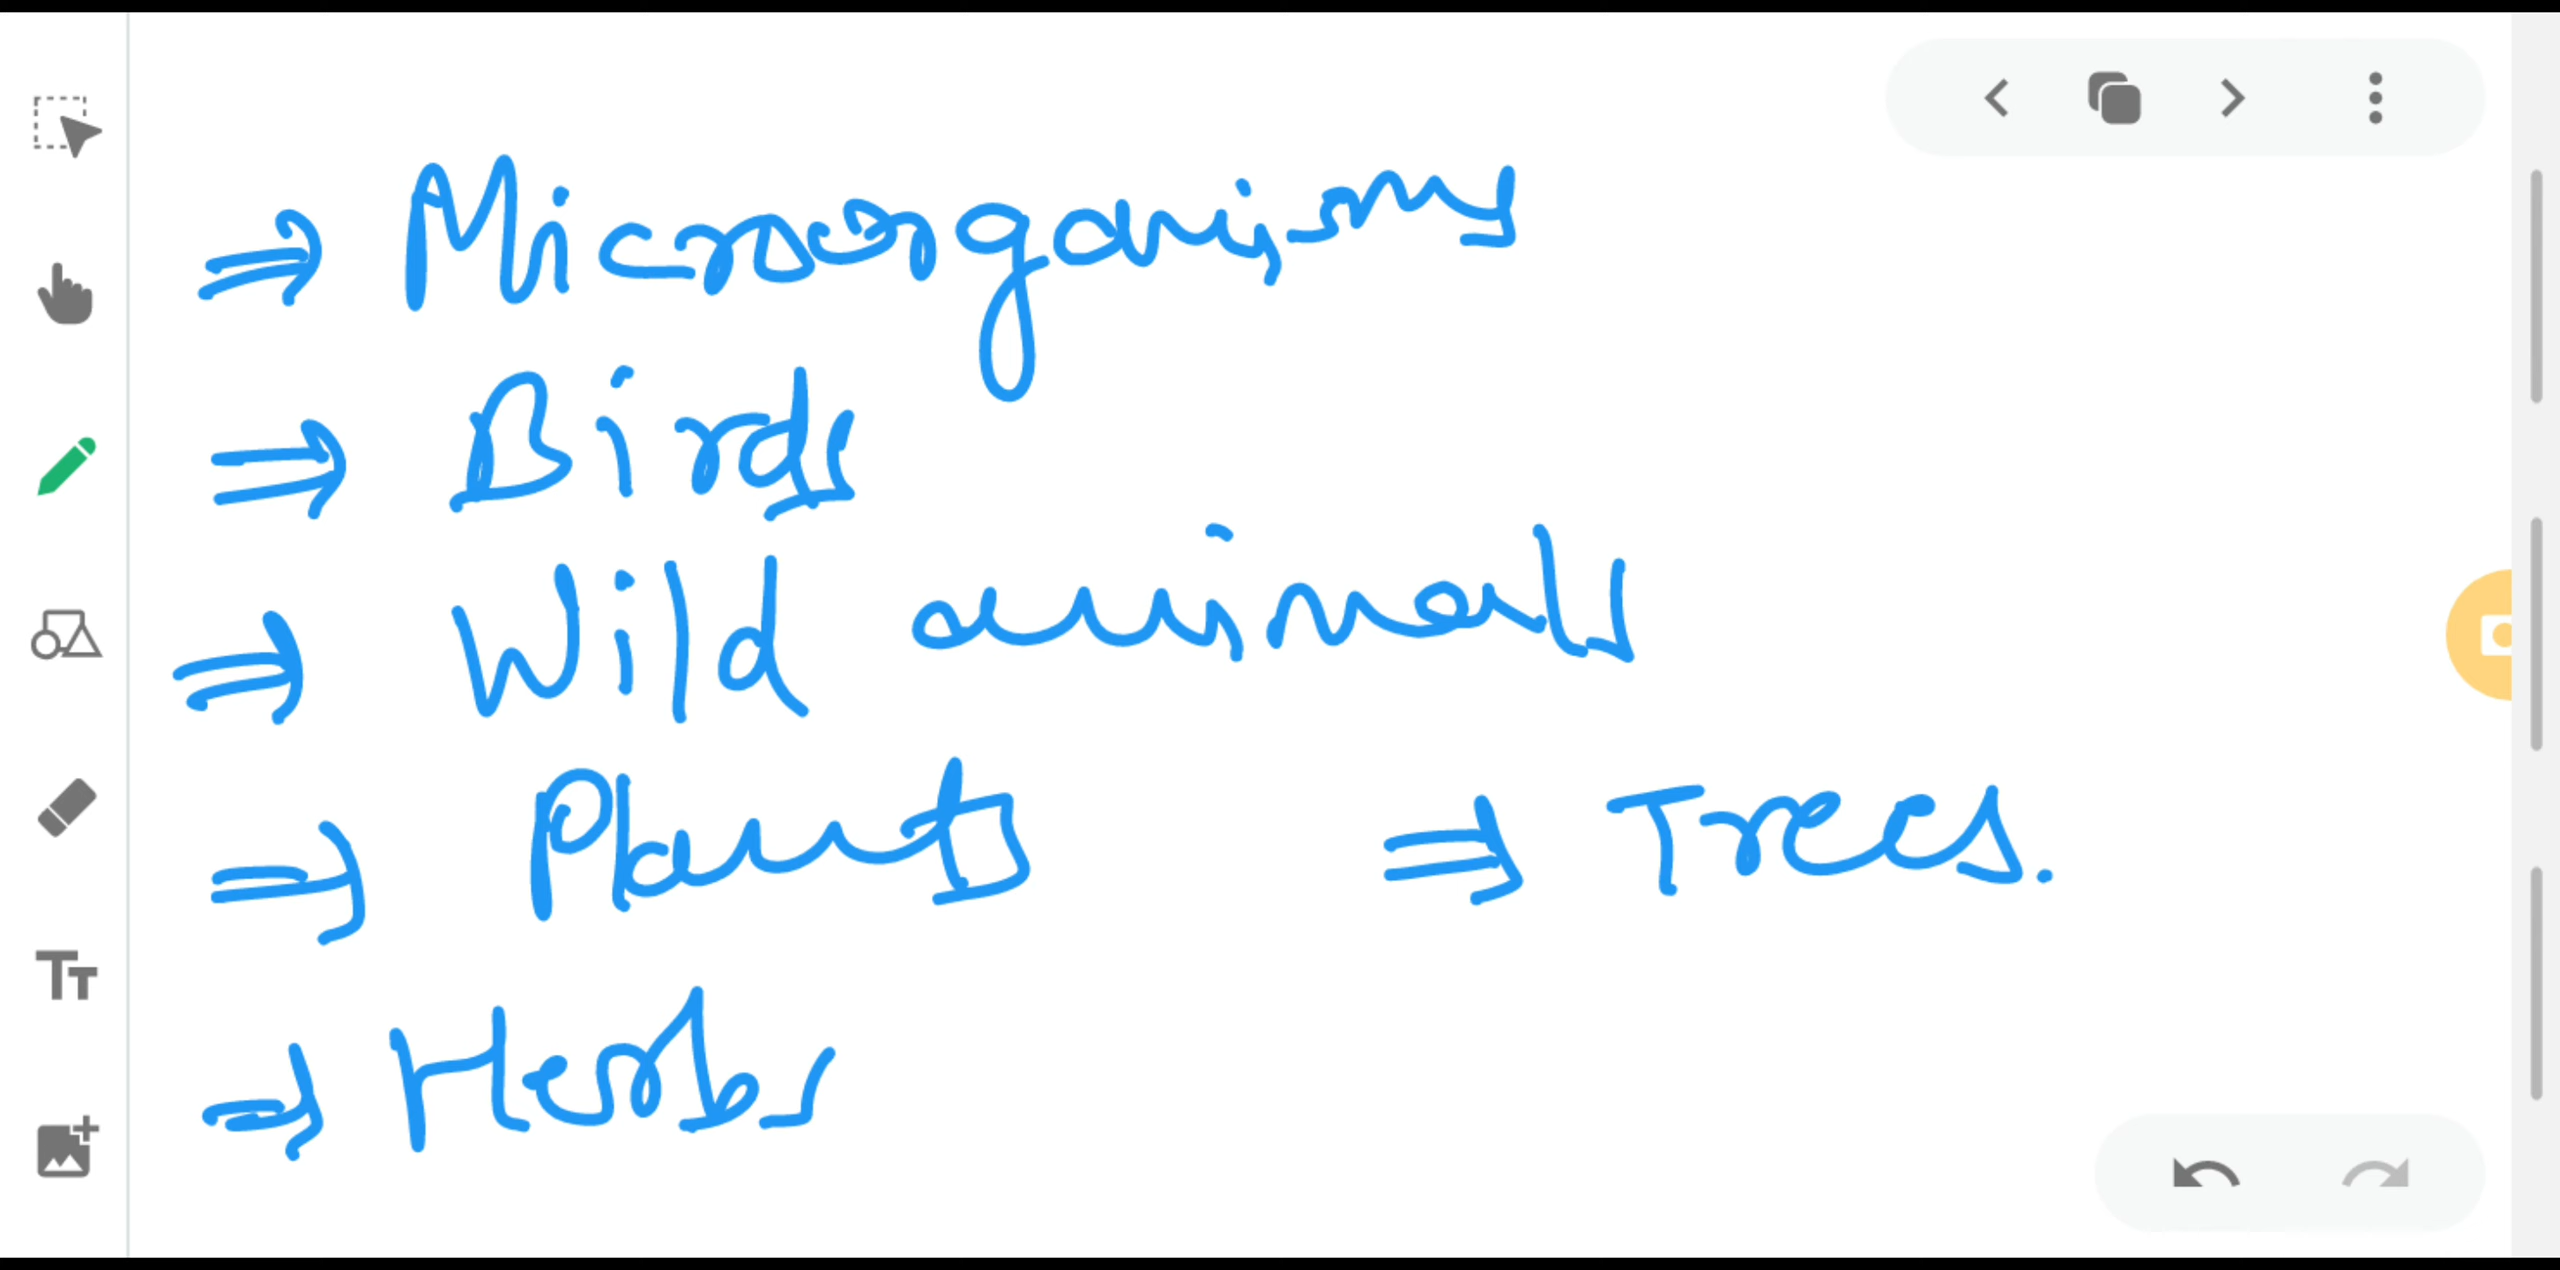 ⇒ Microorganisms
⇒ Birds
⇒ Wild animals
⇒ Plants ⇒ Trees.
⇒ Herbs